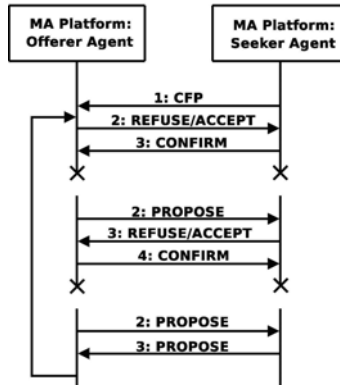 MA Platform:
Offerer Agent
MA Platform:
Seeker Agent
1: CFP
2: REFUSE/ACCEPT
3: CONFIRM
2: PROPOSE
3: REFUSE/ACCEPT
4: CONFIRM
2: PROPOSE
3: PROPOSE